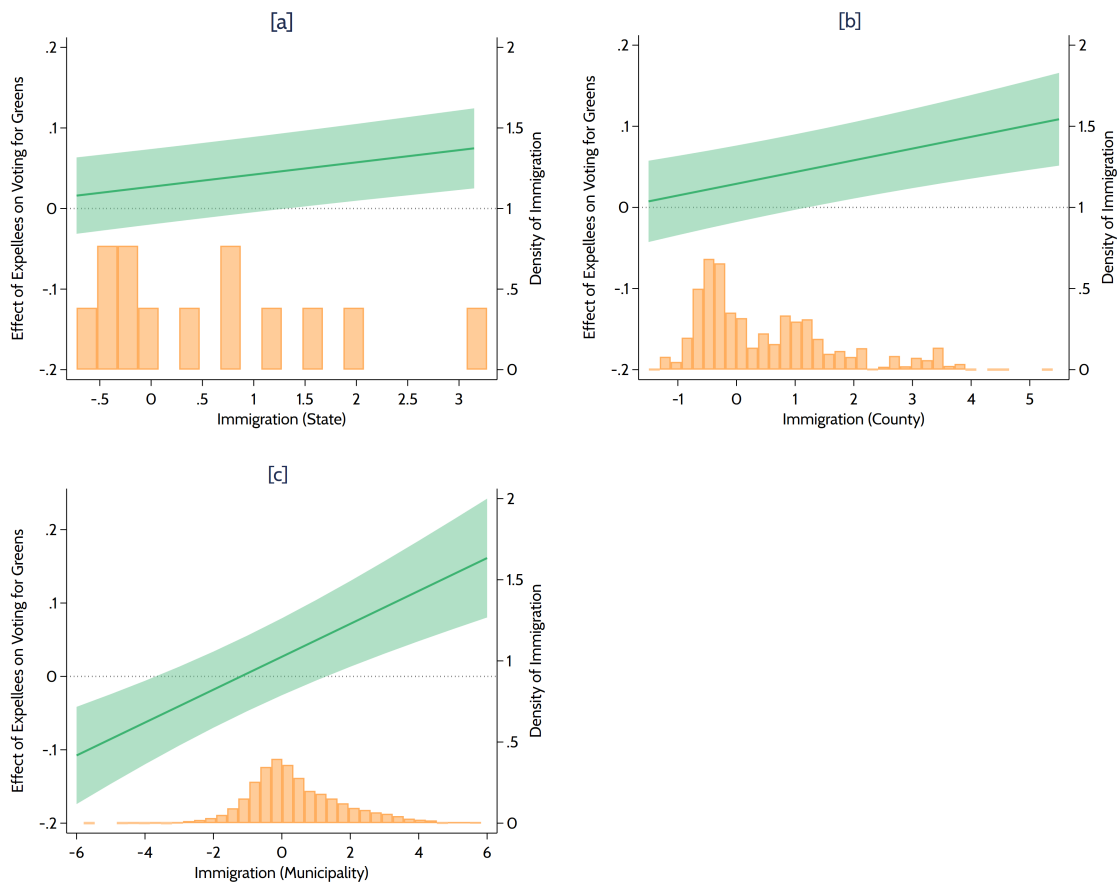 [a]
Effect of Expellees on Voting for Greens
.2
.1
0
-.1
-.2
2
1.5
1
.5
0
Density of Immigration
-.5 0 .5 1 1.5 2 2.5 3
Immigration (State)
[b]
Effect of Expellees on Voting for Greens
.2
.1
0
-.1
-.2
2
1.5
1
.5
0
Density of Immigration
-1 0 1 2 3 4 5
Immigration (County)
[c]
Effect of Expellees on Voting for Greens
.2
.1
0
-.1
-.2
2
1.5
1
.5
0
Density of Immigration
-6 -4 -2 0 2 4 6
Immigration (Municipality)